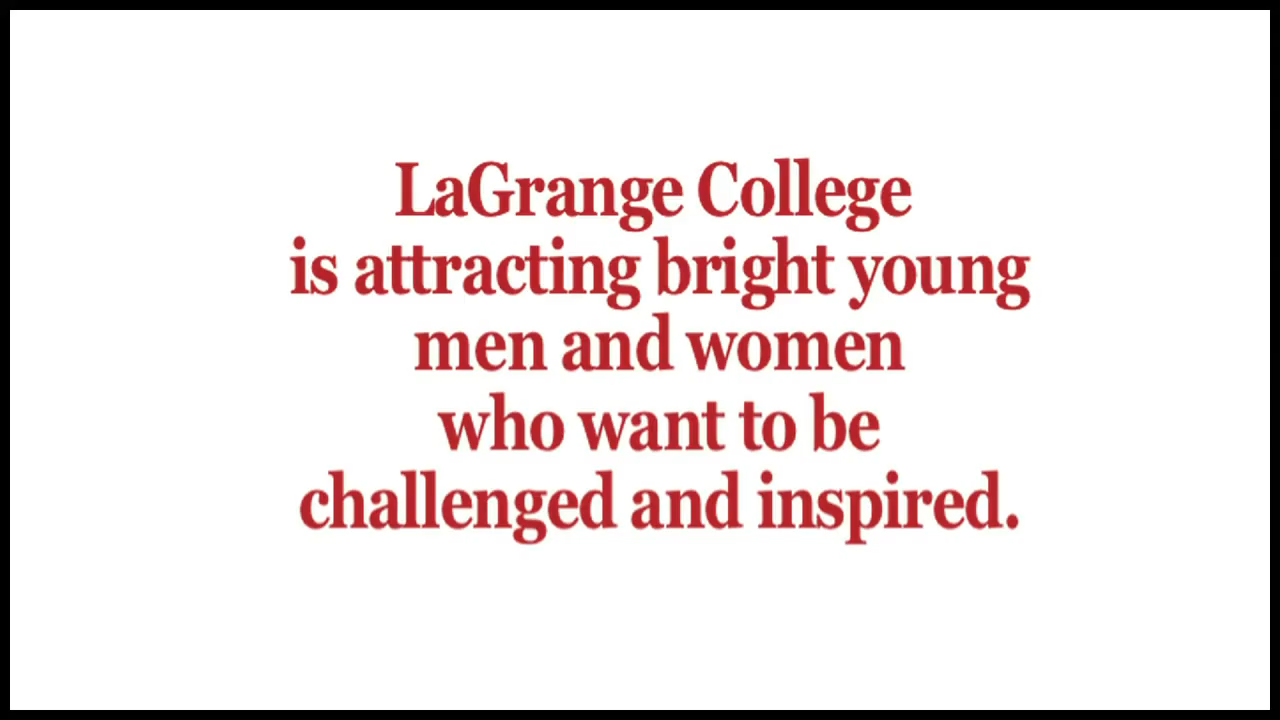 LaGrange College
is attracting bright young
men and women
who want to be
challenged and inspired.